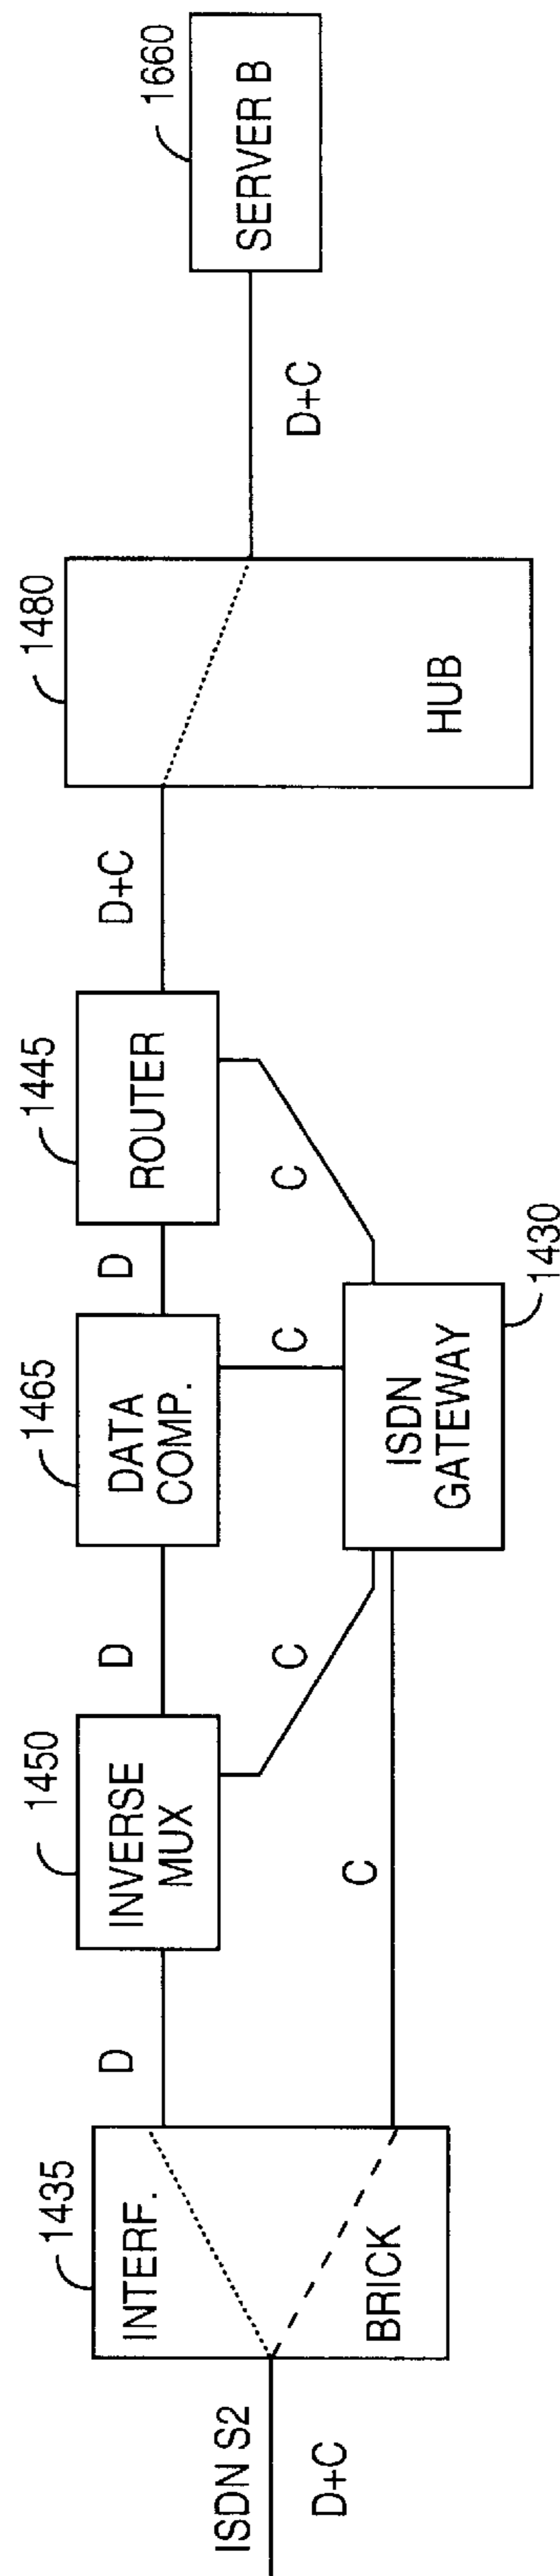 ISDN S2
D+C
1435
INTERF.
BRICK
D
C
1450
INVERSE
MUX
D
C
1465
DATA
COMP.
C
D
1445
ROUTER
C
1430
ISDN
GATEWAY
D+C
1480
HUB
D+C
1660
SERVER B